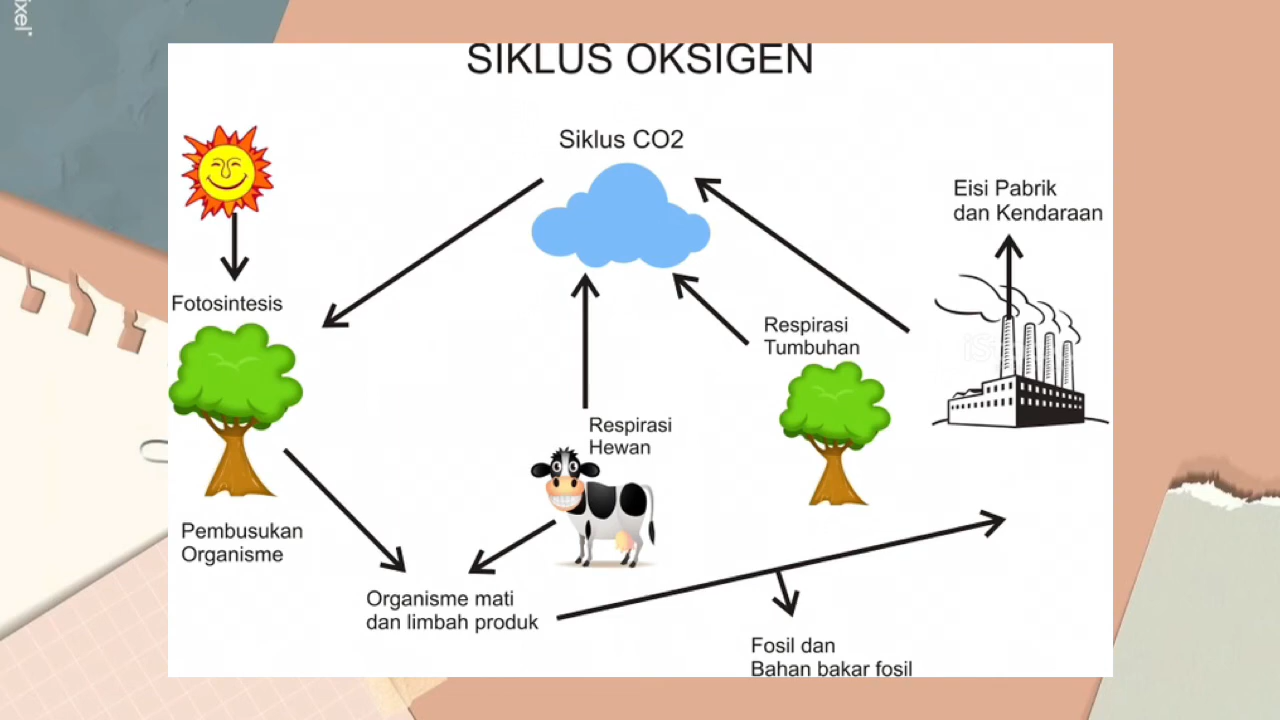 SIKLUS OKSIGEN
Siklus CO2
Eisi Pabrik
dan Kendaraan
Fotosintesis
Respirasi
Tumbuhan
Respirasi
Hewan
Pembusukan
Organisme
Organisme mati
dan limbah produk
Fosil dan
Bahan bakar fosil